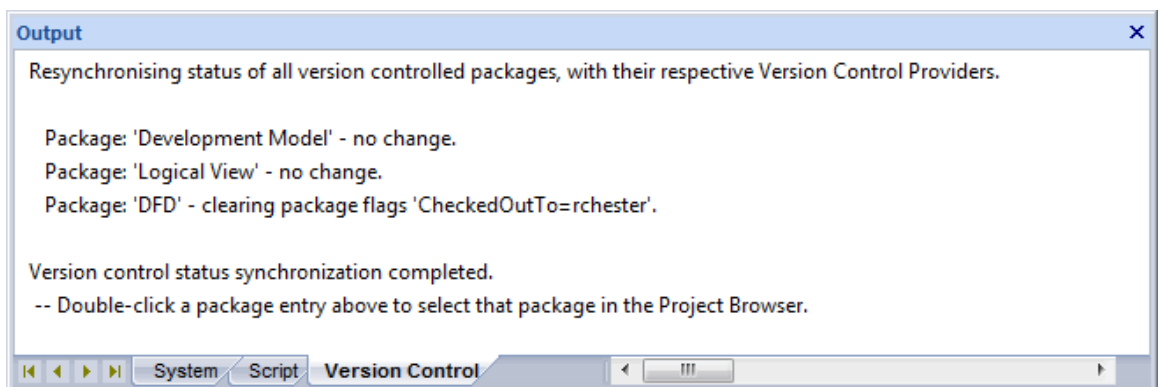 Output
Resynchronising status of all version controlled packages, with their respective Version Control Providers.
Package: 'Development Model' - no change.
Package: 'Logical View' - no change.
Package: 'DFD' - clearing package flags 'CheckedOutTo=rchester'.
Version control status synchronization completed.
-- Double-click a package entry above to select that package in the Project Browser.
System Script Version Control